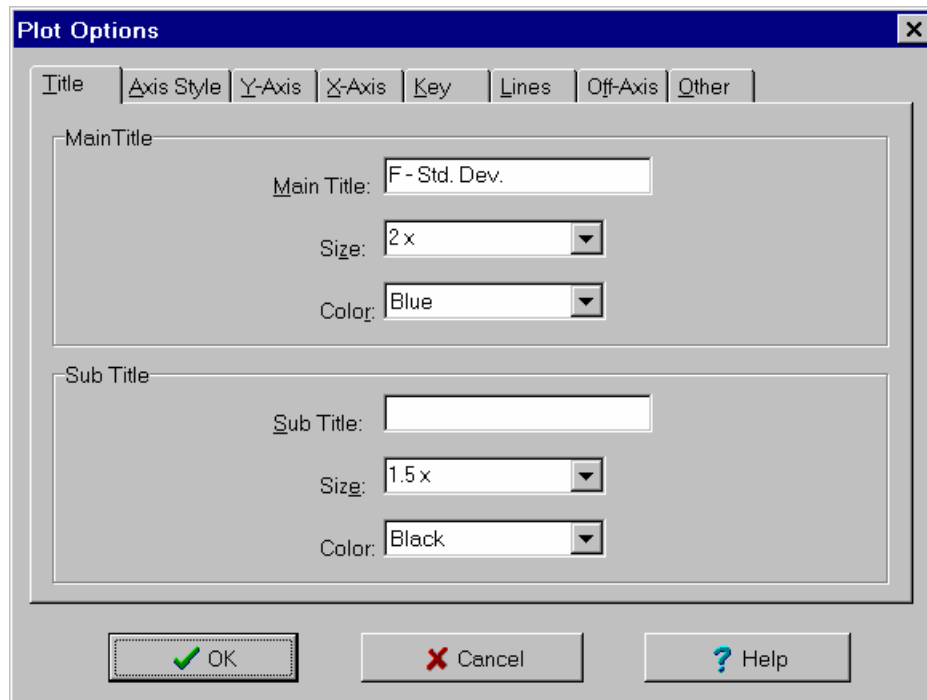 Plot Options
Title Axis Style Y-Axis X-Axis Key Lines Off-Axis Other
MainTitle
Main Title: F - Std. Dev.
Size: 2 x
Color: Blue
Sub Title
Sub Title:
Size: 1.5 x
Color: Black
OK Cancel ? Help